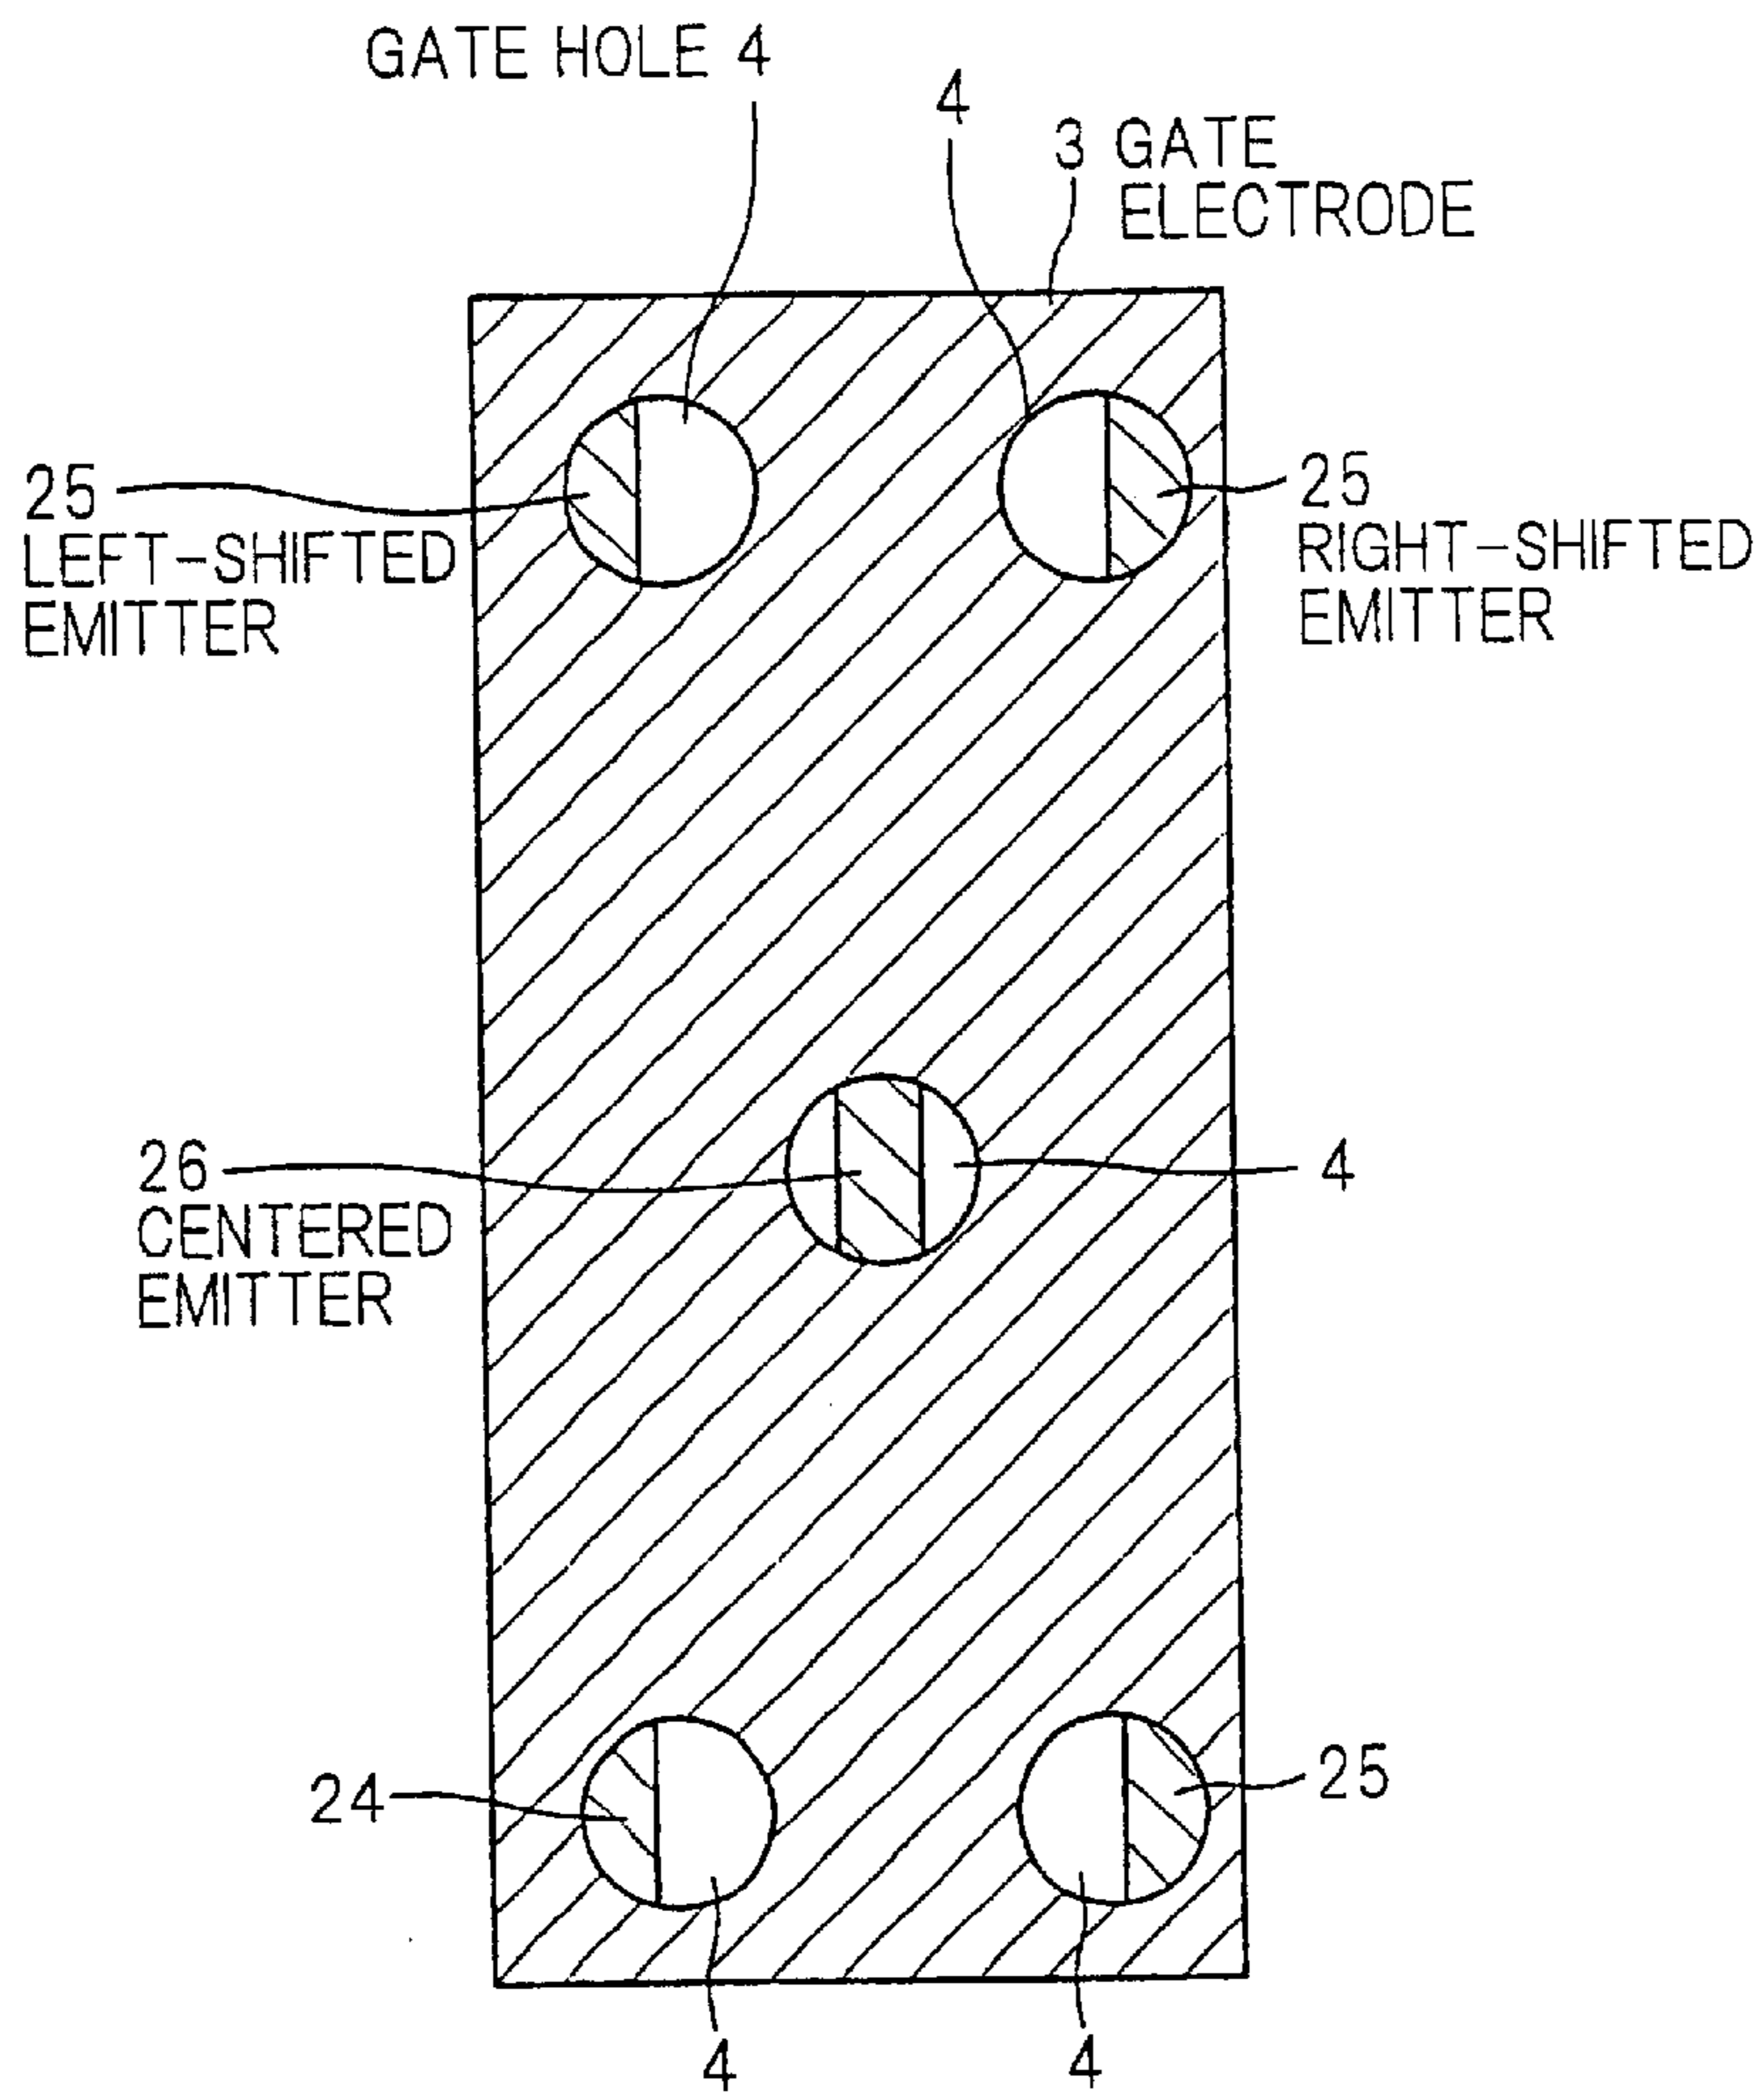 GATE HOLE 4
4
3 GATE
ELECTRODE
25
LEFT-SHIFTED
EMITTER
25
RIGHT-SHIFTED
EMITTER
26
CENTERED
EMITTER
4
24
25
4
4